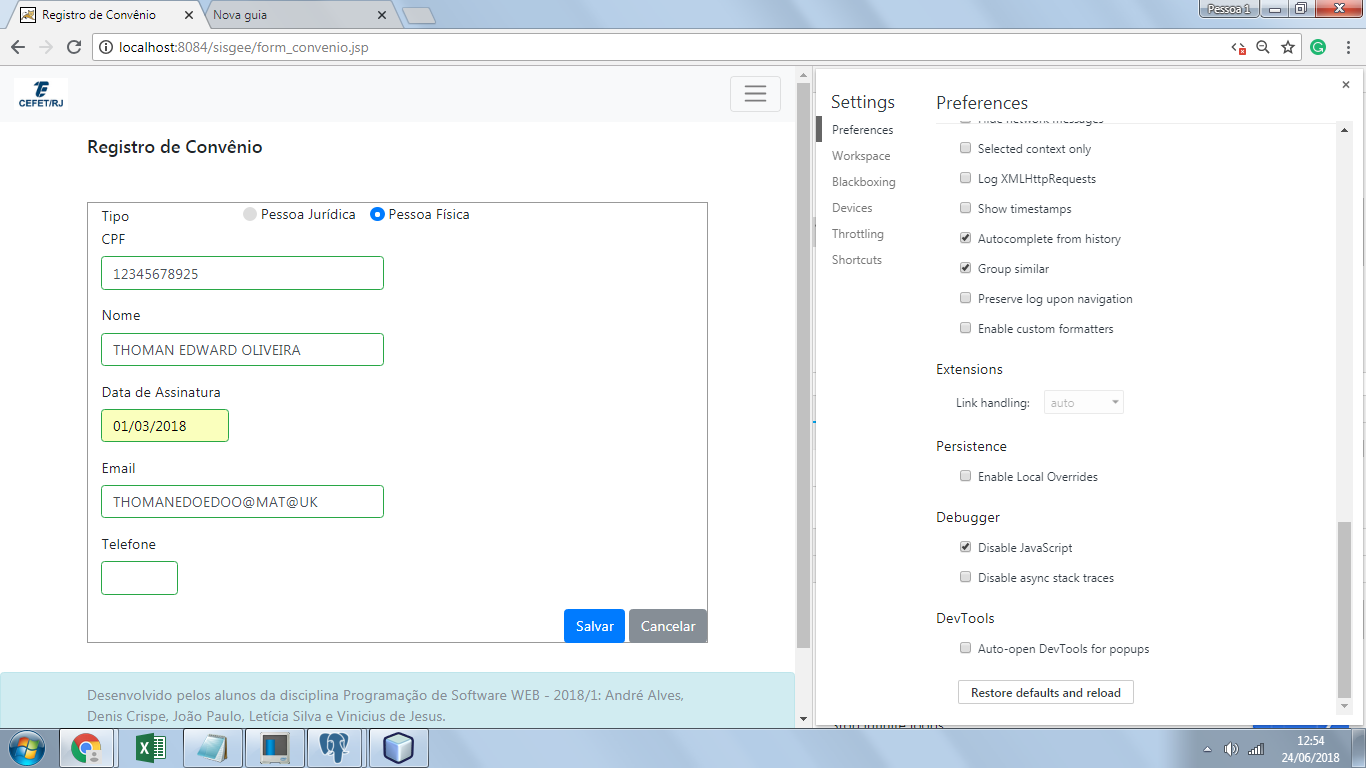 Registro de Convênio
Nova guia
Pessoa 1
localhost:8084/sisgee/form_convenio.jsp
CEFET/RJ
Registro de Convênio
Tipo
Pessoa Jurídica
Pessoa Física
CPF
12345678925
Nome
THOMAN EDWARD OLIVEIRA
Data de Assinatura
01/03/2018
Email
THOMANEDOEDOO@MAT@UK
Telefone
Salvar
Cancelar
Desenvolvido pelos alunos da disciplina Programação de Software WEB - 2018/1: André Alves,
Denis Crispe, João Paulo, Letícia Silva e Vinicius de Jesus.
Settings
Preferences
Workspace
Blackboxing
Devices
Throttling
Shortcuts
Preferences
Hide network messages
Selected context only
Log XMLHttpRequests
Show timestamps
Autocomplete from history
Group similar
Preserve log upon navigation
Enable custom formatters
Extensions
Link handling:
auto
Persistence
Enable Local Overrides
Debugger
Disable JavaScript
Disable async stack traces
DevTools
Auto-open DevTools for popups
Restore defaults and reload
12:54
24/06/2018